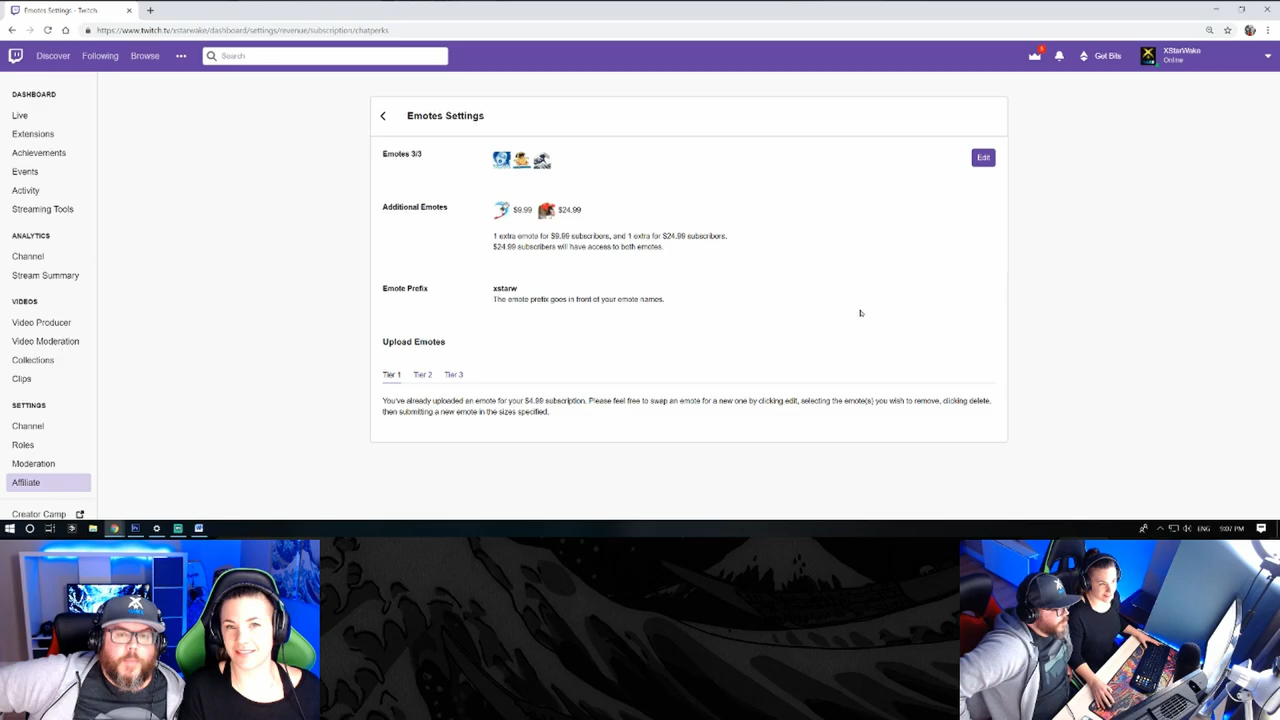 Emotes Settings - Twitch
https://www.twitch.tv/xstarwake/dashboard/settings/revenue/subscription/chatperks
Discover
Following
Browse
Search
Get Bits
XStarWake
Online
DASHBOARD
Live
Extensions
Achievements
Events
Activity
Streaming Tools
ANALYTICS
Channel
Stream Summary
VIDEOS
Video Producer
Video Moderation
Collections
Clips
SETTINGS
Channel
Roles
Moderation
Affiliate
Creator Camp
Emotes Settings
Emotes 3/3
Edit
Additional Emotes
$9.99
$24.99
1 extra emote for $9.99 subscribers, and 1 extra for $24.99 subscribers.
$24.99 subscribers will have access to both emotes.
Emote Prefix
xstarw
The emote prefix goes in front of your emote names.
Upload Emotes
Tier 1 Tier 2 Tier 3
You've already uploaded an emote for your $4.99 subscription. Please feel free to swap an emote for a new one by clicking edit, selecting the emote(s) you wish to remove, clicking delete,
then submitting a new emote in the sizes specified.
ENG
9:07 PM